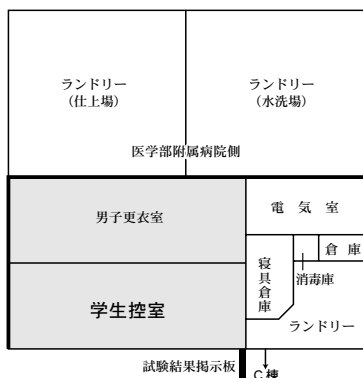 ランドリー
（仕上場）
ランドリー
（水洗場）
医学部附属病院側
男子更衣室
電気室
倉庫
寝具倉庫
消毒庫
学生控室
ランドリー
試験結果掲示板
C棟